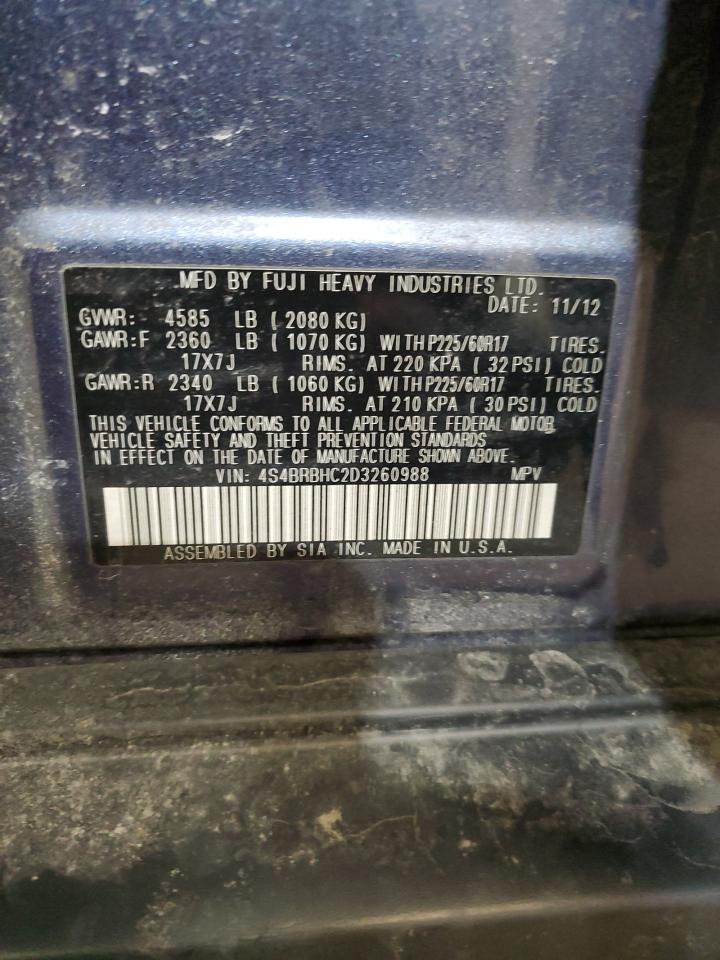 MFD BY FUJI HEAVY INDUSTRIES LTD.
DATE: 11/12
GVWR: 4585 LB ( 2080 KG)
GAWR:F 2360 LB ( 1070 KG) WITH P225/60R17 TIRES.
17X7J RIMS. AT 220 KPA ( 32 PSI) COLD
GAWR:R 2340 LB ( 1060 KG) WITH P225/60R17 TIRES.
17X7J RIMS. AT 210 KPA ( 30 PSI) COLD
THIS VEHICLE CONFORMS TO ALL APPLICABLE FEDERAL MOTOR
VEHICLE SAFETY AND THEFT PREVENTION STANDARDS
IN EFFECT ON THE DATE OF MANUFACTURE SHOWN ABOVE.
VIN: 4S4BRBHC2D3260988 MPV
ASSEMBLED BY SIA INC. MADE IN U.S.A.